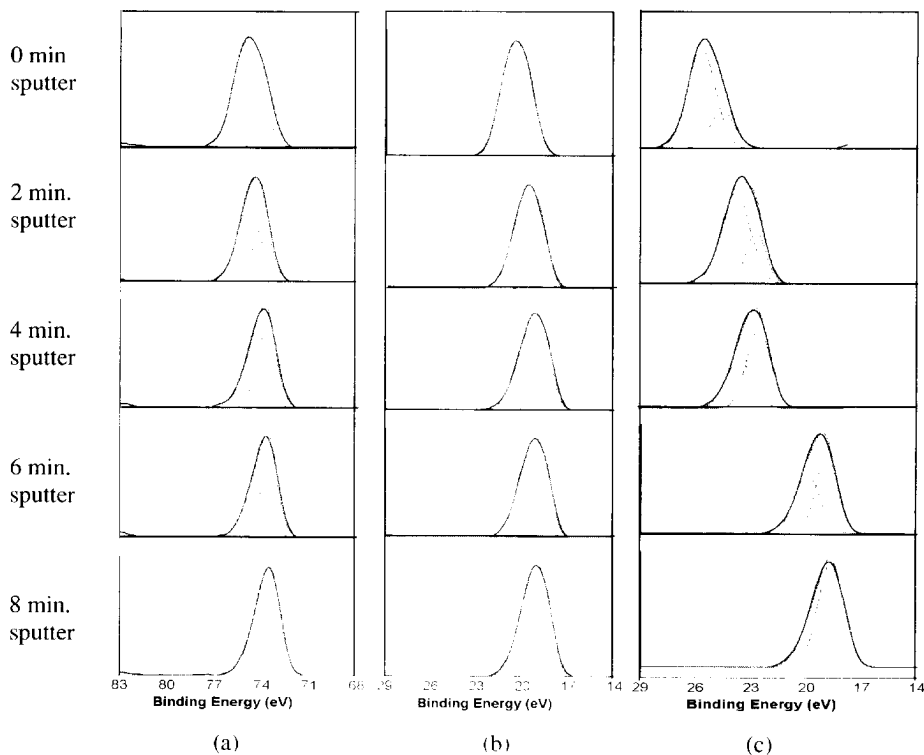 0 min
sputter
2 min.
sputter
4 min.
sputter
6 min.
sputter
8 min.
sputter
83 80 77 74 71 68
Binding Energy (eV)
29 26 23 20 17 14
Binding Energy (eV)
29 25 23 19 17 14
Binding Energy (eV)
(a)
(b)
(c)